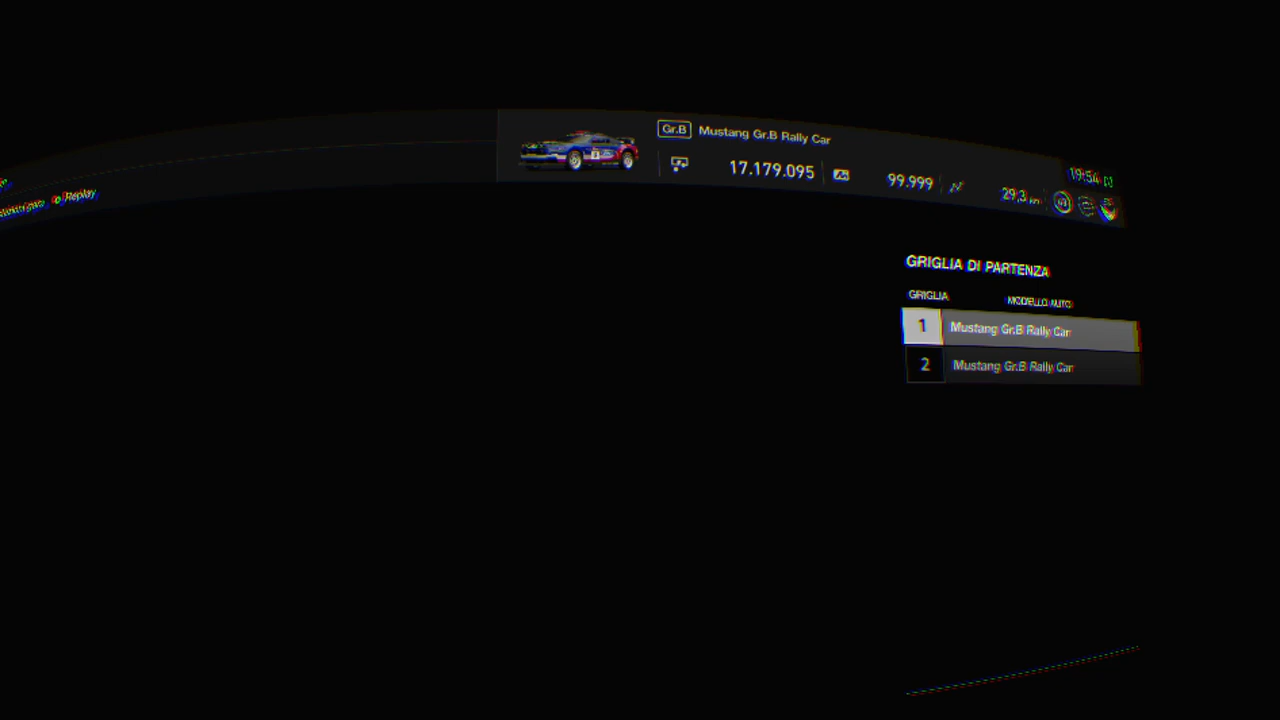 Gr.B Mustang Gr.B Rally Car
19:54
17.179.095 99.999 29,3 km
Replay
GRIGLIA DI PARTENZA
GRIGLIA MODELLO AUTO
1 Mustang Gr.B Rally Car
2 Mustang Gr.B Rally Car